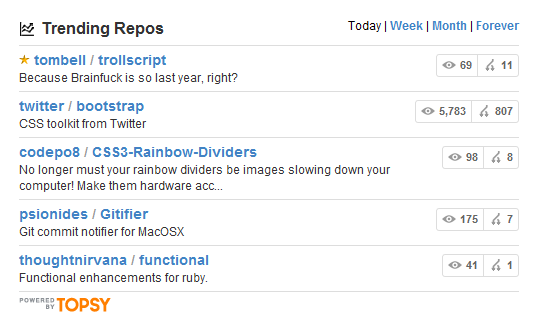 Trending Repos
Today | Week | Month | Forever
tombell / trollscript
69 11
Because Brainfuck is so last year, right?
twitter / bootstrap
5,783 807
CSS toolkit from Twitter
codepo8 / CSS3-Rainbow-Dividers
98 8
No longer must your rainbow dividers be images slowing down your
computer! Make them hardware acc...
psionides / Gitifier
175 7
Git commit notifier for MacOSX
thoughtnirvana / functional
41 1
Functional enhancements for ruby.
POWERED BY TOPSY